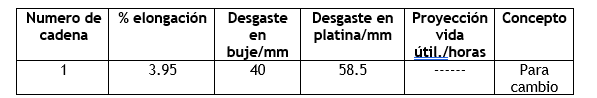 Numero de cadena | % elongación | Desgaste en buje/mm | Desgaste en platina/mm | Proyección vida útil./horas | Concepto
1 | 3.95 | 40 | 58.5 | ------ | Para cambio